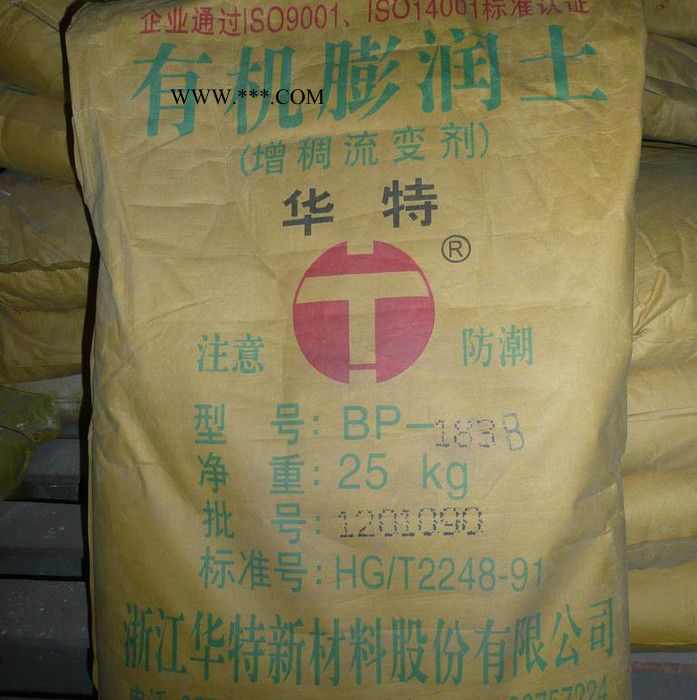 企业通过ISO9001、ISO14001标准认证
有机膨润土
WWW.***.COM
(增稠流变剂)
华特
®
注意 防潮
型号:BP-183B
净重:25 kg
批号:1201090
标准号:HG/T2248-91
浙江华特新材料股份有限公司